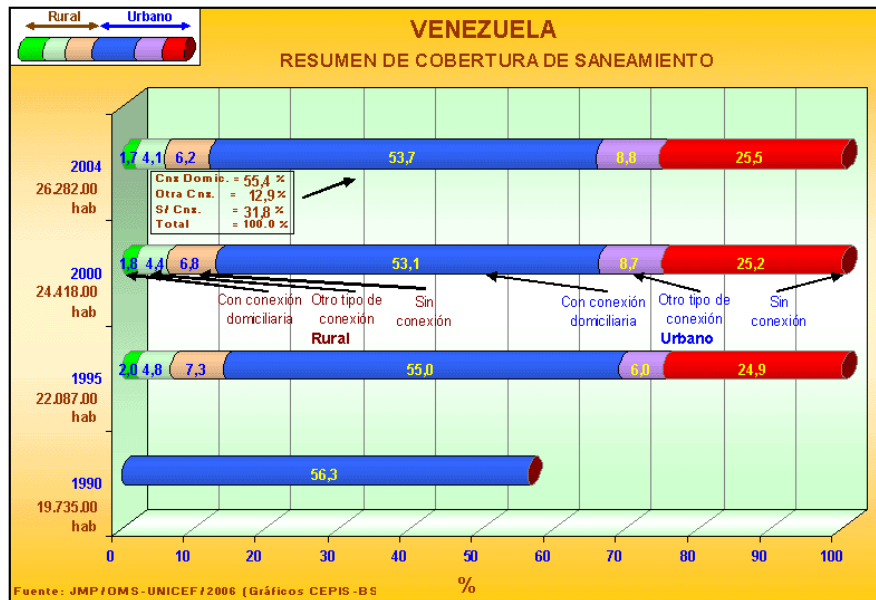 Rural Urbano
VENEZUELA
RESUMEN DE COBERTURA DE SANEAMIENTO
1,7 4,1 6,2 53,7 8,8 25,5
2004
26.282.00
hab
Cnz Domic. = 55,4 %
Otra Cnz. = 12,9 %
S/ Cnz. = 31,8 %
Total = 100.0 %
1,8 4,4 6,8 53,1 8,7 25,2
2000
24.418.00
hab
Con conexión domiciliaria
Otro tipo de conexión
Sin conexión
Rural
Con conexión domiciliaria
Otro tipo de conexión
Sin conexión
Urbano
2,0 4,8 7,3 55,0 6,0 24,9
1995
22.087.00
hab
56,3
1990
19.735.00
hab
0 10 20 30 40 50 60 70 80 90 100
%
Fuente: JMP/OMS-UNICEF/2006 (Gráficos CEPIS-BS